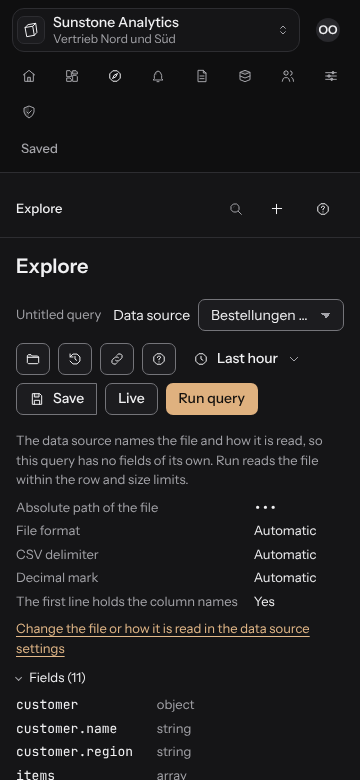 Sunstone Analytics
Vertrieb Nord und Süd
OO
Saved
Explore
Explore
Untitled query Data source Bestellungen ...
Last hour
Save Live Run query
The data source names the file and how it is read, so
this query has no fields of its own. Run reads the file
within the row and size limits.
Absolute path of the file •••
File format Automatic
CSV delimiter Automatic
Decimal mark Automatic
The first line holds the column names Yes
Change the file or how it is read in the data source
settings
Fields (11)
customer object
customer.name string
customer.region string
items array